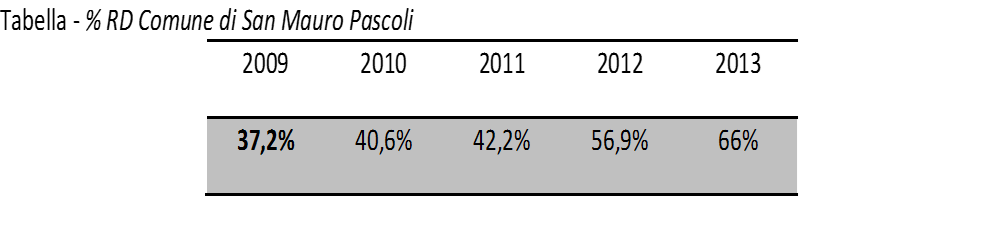 Tabella - % RD Comune di San Mauro Pascoli
2009 2010 2011 2012 2013
37,2% 40,6% 42,2% 56,9% 66%